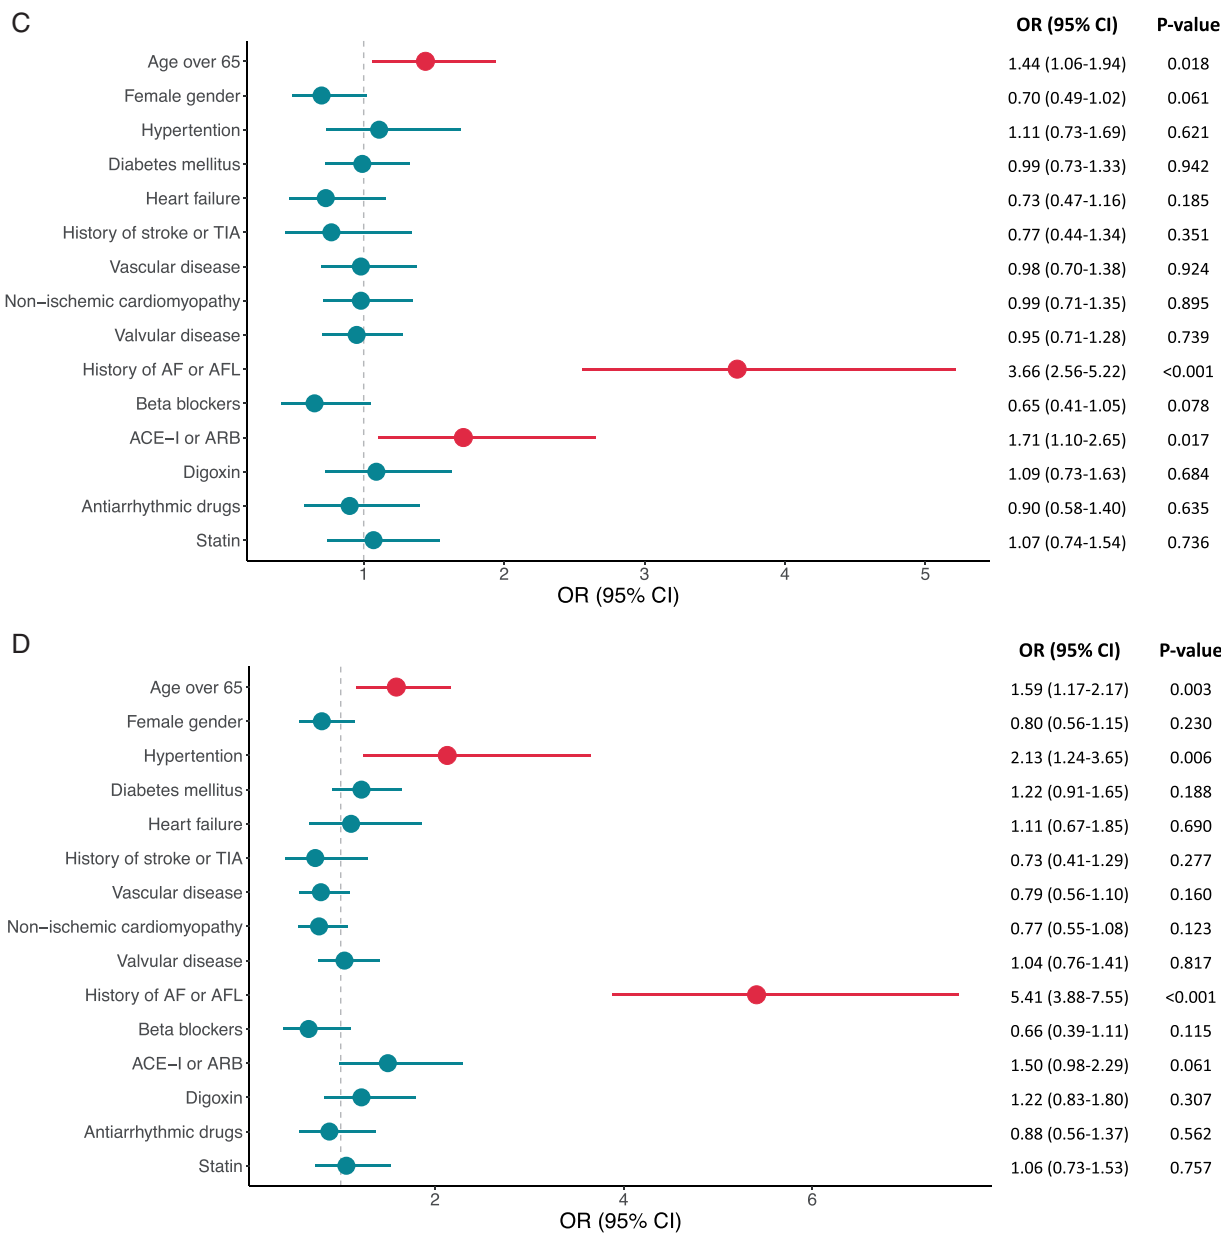 C
OR (95% CI) P-value
Age over 65 1.44 (1.06-1.94) 0.018
Female gender 0.70 (0.49-1.02) 0.061
Hypertention 1.11 (0.73-1.69) 0.621
Diabetes mellitus 0.99 (0.73-1.33) 0.942
Heart failure 0.73 (0.47-1.16) 0.185
History of stroke or TIA 0.77 (0.44-1.34) 0.351
Vascular disease 0.98 (0.70-1.38) 0.924
Non−ischemic cardiomyopathy 0.99 (0.71-1.35) 0.895
Valvular disease 0.95 (0.71-1.28) 0.739
History of AF or AFL 3.66 (2.56-5.22) <0.001
Beta blockers 0.65 (0.41-1.05) 0.078
ACE−I or ARB 1.71 (1.10-2.65) 0.017
Digoxin 1.09 (0.73-1.63) 0.684
Antiarrhythmic drugs 0.90 (0.58-1.40) 0.635
Statin 1.07 (0.74-1.54) 0.736
1 2 3 4 5
OR (95% CI)
D
OR (95% CI) P-value
Age over 65 1.59 (1.17-2.17) 0.003
Female gender 0.80 (0.56-1.15) 0.230
Hypertention 2.13 (1.24-3.65) 0.006
Diabetes mellitus 1.22 (0.91-1.65) 0.188
Heart failure 1.11 (0.67-1.85) 0.690
History of stroke or TIA 0.73 (0.41-1.29) 0.277
Vascular disease 0.79 (0.56-1.10) 0.160
Non−ischemic cardiomyopathy 0.77 (0.55-1.08) 0.123
Valvular disease 1.04 (0.76-1.41) 0.817
History of AF or AFL 5.41 (3.88-7.55) <0.001
Beta blockers 0.66 (0.39-1.11) 0.115
ACE−I or ARB 1.50 (0.98-2.29) 0.061
Digoxin 1.22 (0.83-1.80) 0.307
Antiarrhythmic drugs 0.88 (0.56-1.37) 0.562
Statin 1.06 (0.73-1.53) 0.757
2 4 6
OR (95% CI)